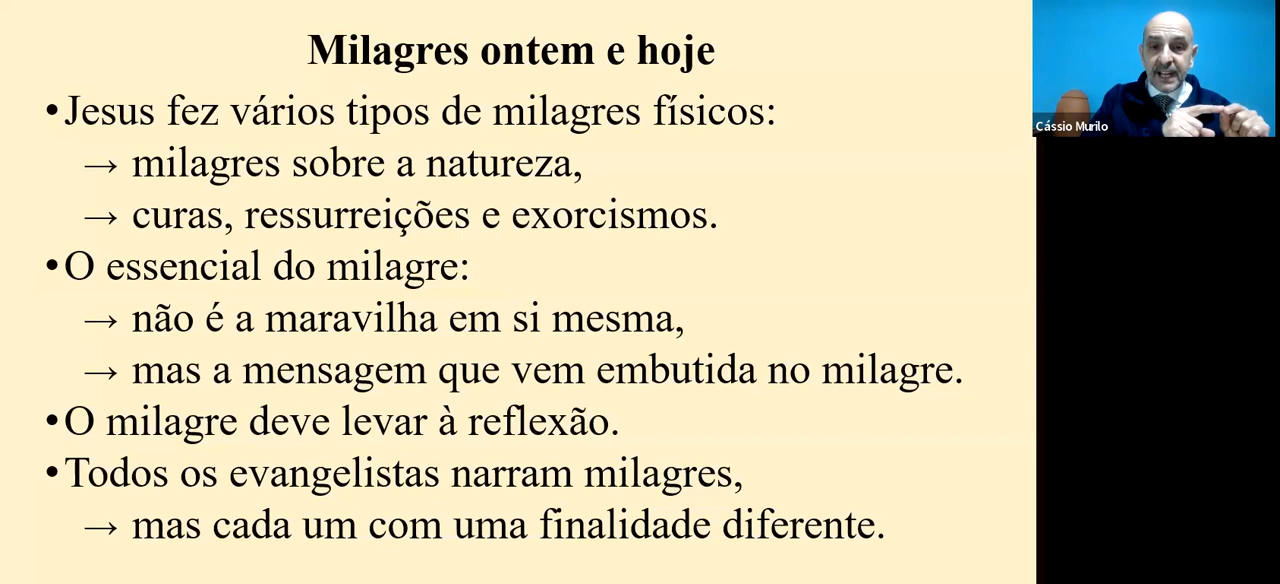 Milagres ontem e hoje
•Jesus fez vários tipos de milagres físicos:
→ milagres sobre a natureza,
→ curas, ressurreições e exorcismos.
•O essencial do milagre:
→ não é a maravilha em si mesma,
→ mas a mensagem que vem embutida no milagre.
•O milagre deve levar à reflexão.
•Todos os evangelistas narram milagres,
→ mas cada um com uma finalidade diferente.
Cássio Murilo